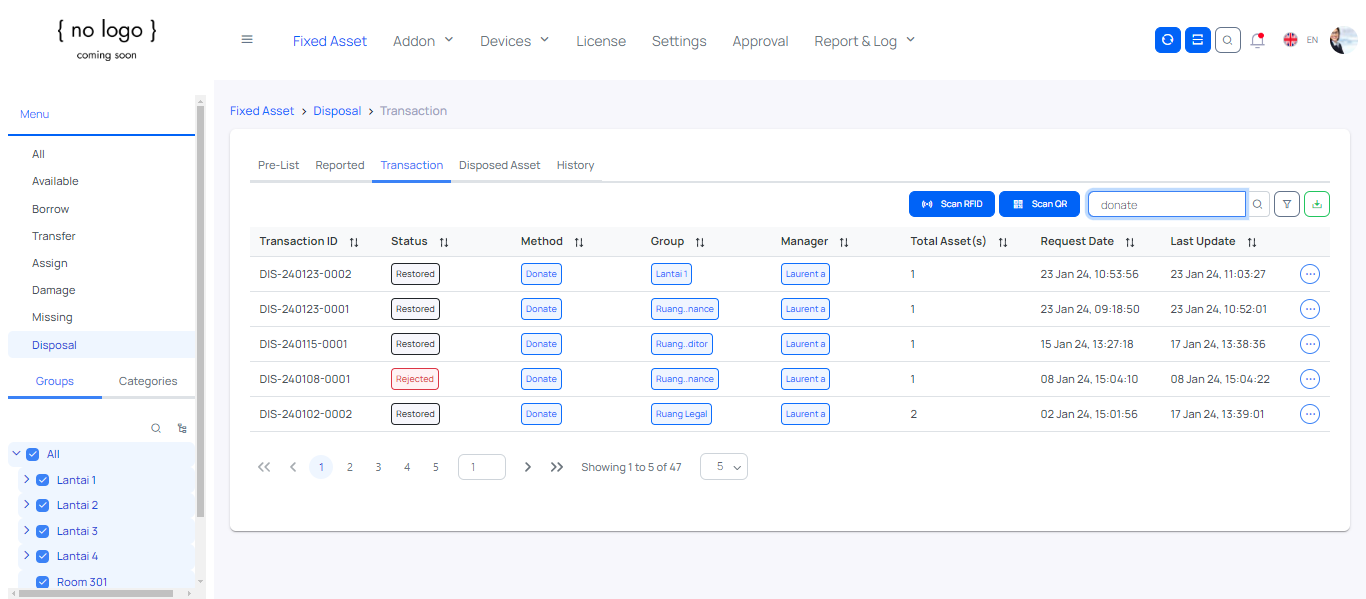 { no logo }
coming soon
Fixed Asset Addon Devices License Settings Approval Report & Log EN
Menu
All
Available
Borrow
Transfer
Assign
Damage
Missing
Disposal
Groups Categories
All
Lantai 1
Lantai 2
Lantai 3
Lantai 4
Room 301
Fixed Asset > Disposal > Transaction
Pre-List Reported Transaction Disposed Asset History
Scan RFID Scan QR donate
Transaction ID Status Method Group Manager Total Asset(s) Request Date Last Update
DIS-240123-0002 Restored Donate Lantai 1 Laurent a 1 23 Jan 24, 10:53:56 23 Jan 24, 11:03:27
DIS-240123-0001 Restored Donate Ruang..nance Laurent a 1 23 Jan 24, 09:18:50 23 Jan 24, 10:52:01
DIS-240115-0001 Restored Donate Ruang..ditor Laurent a 1 15 Jan 24, 13:27:18 17 Jan 24, 13:38:36
DIS-240108-0001 Rejected Donate Ruang..nance Laurent a 1 08 Jan 24, 15:04:10 08 Jan 24, 15:04:22
DIS-240102-0002 Restored Donate Ruang Legal Laurent a 2 02 Jan 24, 15:01:56 17 Jan 24, 13:39:01
1 2 3 4 5 1 Showing 1 to 5 of 47 5